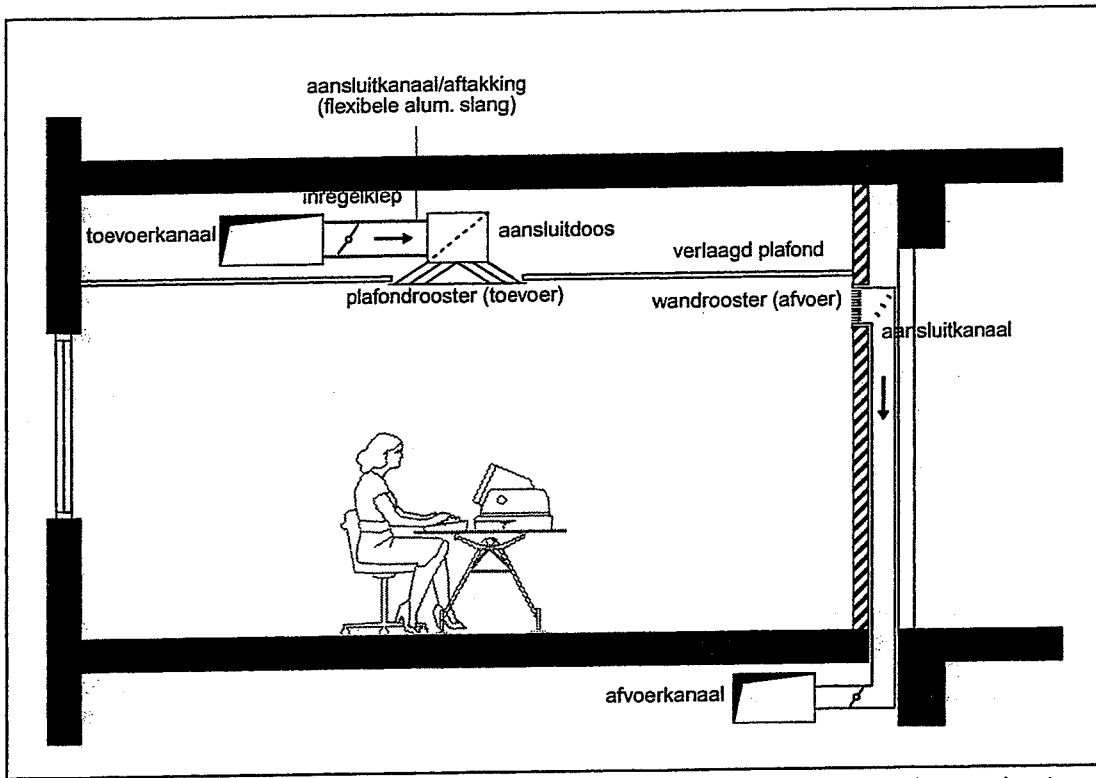 aansluitkanaal/aftakking
(flexibele alum. slang)
inregelklep
toevoerkanaal
aansluitdoos
verlaagd plafond
plafondrooster (toevoer)
wandrooster (afvoer)
aansluitkanaal
afvoerkanaal